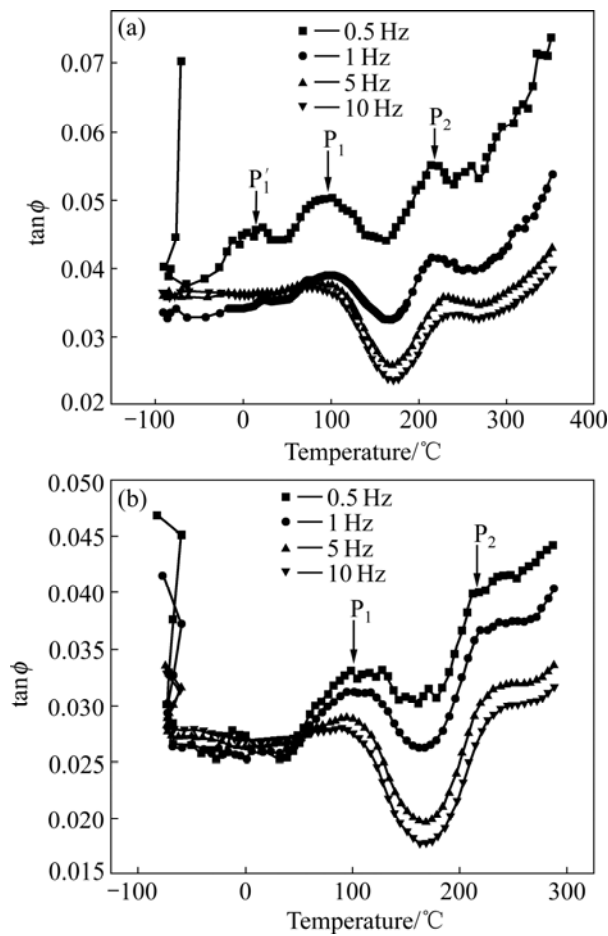 (a)
0.5 Hz
1 Hz
5 Hz
10 Hz
P₂
P₁
P₁′
tan ϕ
0.07
0.06
0.05
0.04
0.03
0.02
−100 0 100 200 300 400
Temperature/℃
(b)
0.5 Hz
1 Hz
5 Hz
10 Hz
P₂
P₁
tan ϕ
0.050
0.045
0.040
0.035
0.030
0.025
0.020
0.015
−100 0 100 200 300
Temperature/℃